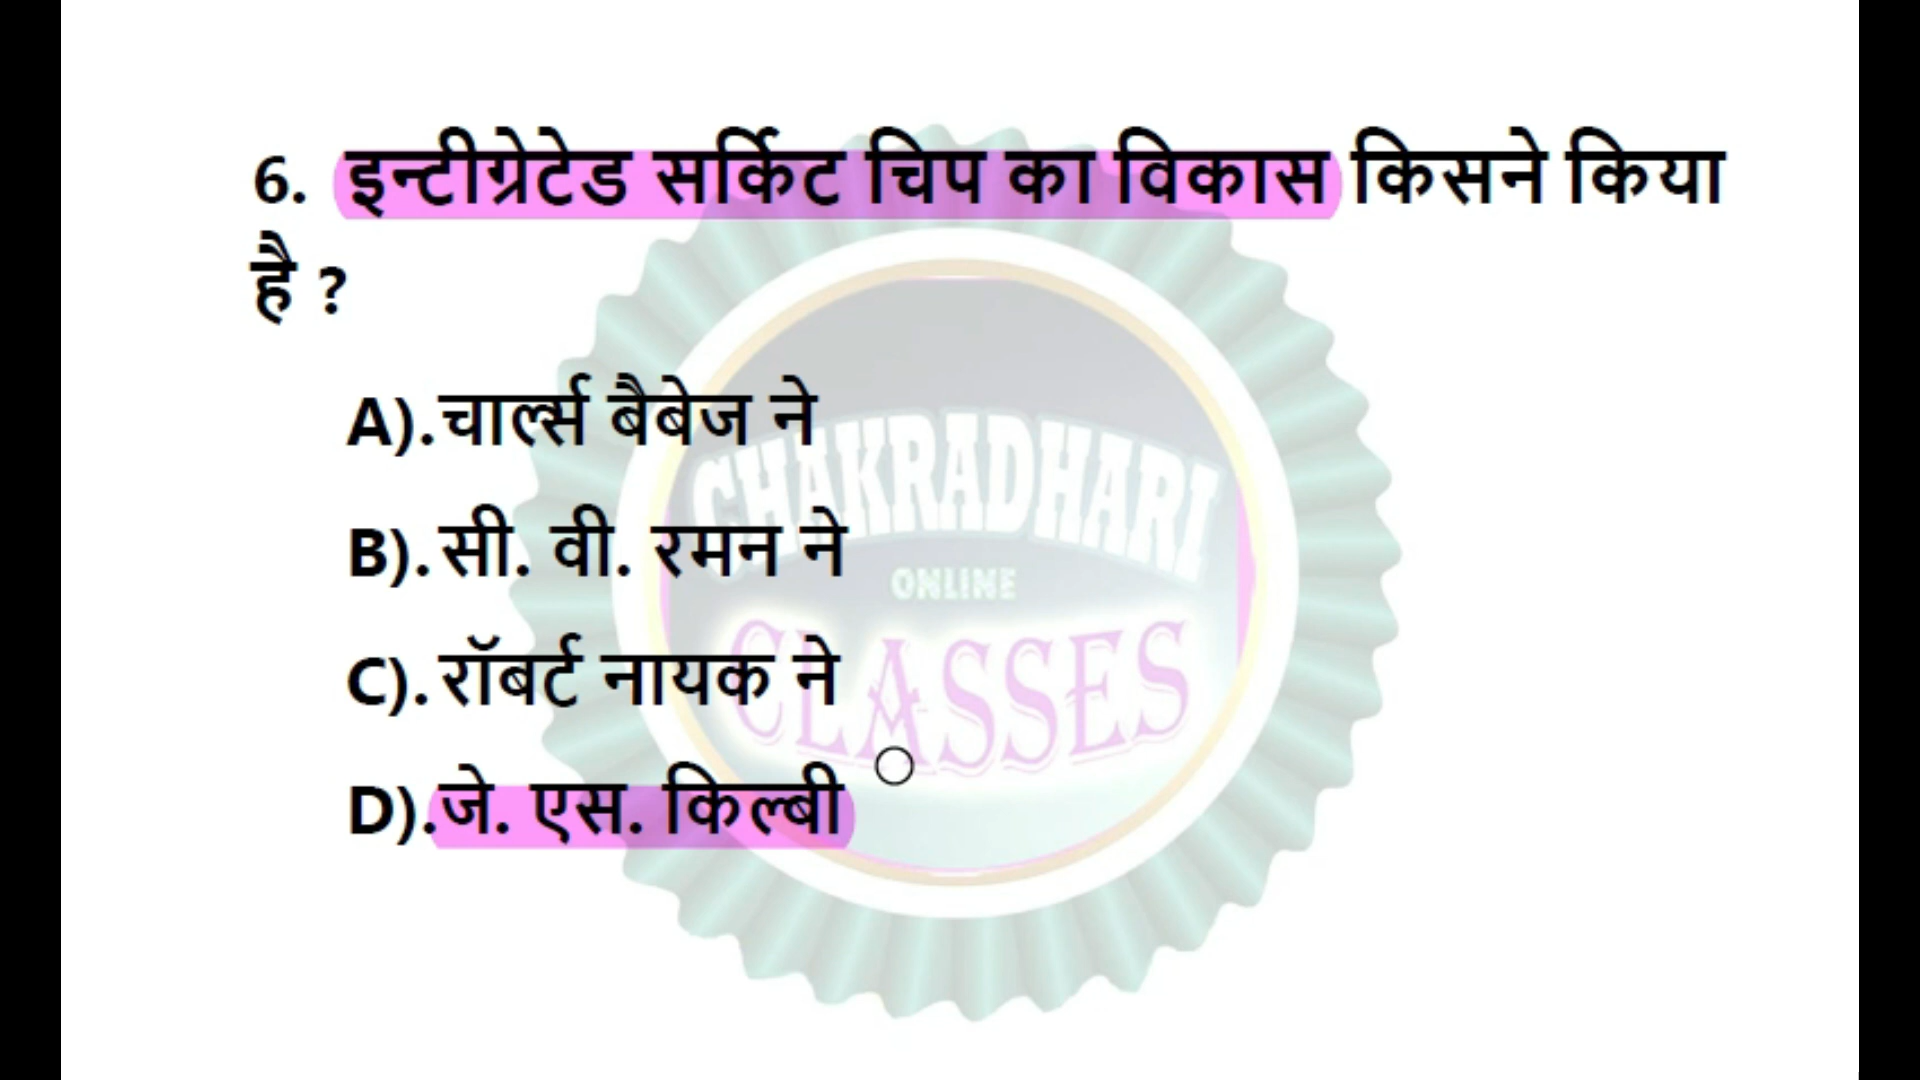 6. इन्टीग्रेटेड सर्किट चिप का विकास किसने किया
है ?
A).चार्ल्स बैबेज ने
B).सी. वी. रमन ने
C).रॉबर्ट नायक ने
D).जे. एस. किल्बी
CHAKRADHARI
ONLINE
CLASSES